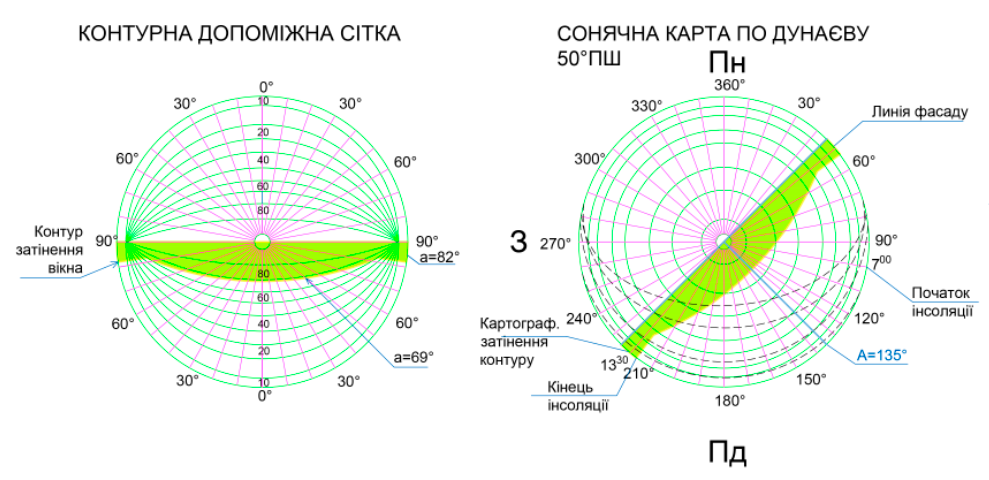 КОНТУРНА ДОПОМІЖНА СІТКА
0°
10
30°
30°
20
40
60°
60°
60
80
Контур
затінення
вікна
90°
90°
a=82°
80
60
60°
60°
40
20
a=69°
30°
30°
10
0°
СОНЯЧНА КАРТА ПО ДУНАЄВУ
50°ПШ
Пн
360°
330°
30°
Линія фасаду
300°
60°
З
270°
90°
7⁰⁰
Початок
інсоляції
Картограф.
затінення
контуру
240°
120°
A=135°
13³⁰
210°
150°
Кінець
інсоляції
180°
Пд